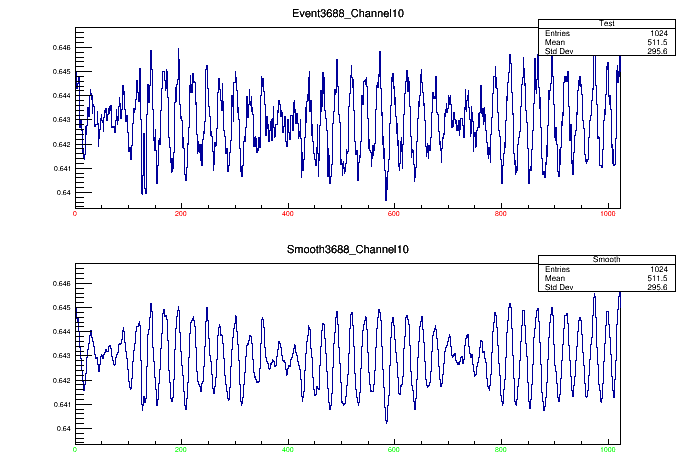 Event3688_Channel10
Test
Entries 1024
Mean 511.5
Std Dev 295.6
0.646
0.645
0.644
0.643
0.642
0.641
0.64
0 200 400 600 800 1000
Smooth3688_Channel10
Smooth
Entries 1024
Mean 511.5
Std Dev 295.6
0.646
0.645
0.644
0.643
0.642
0.641
0.64
0 200 400 600 800 1000